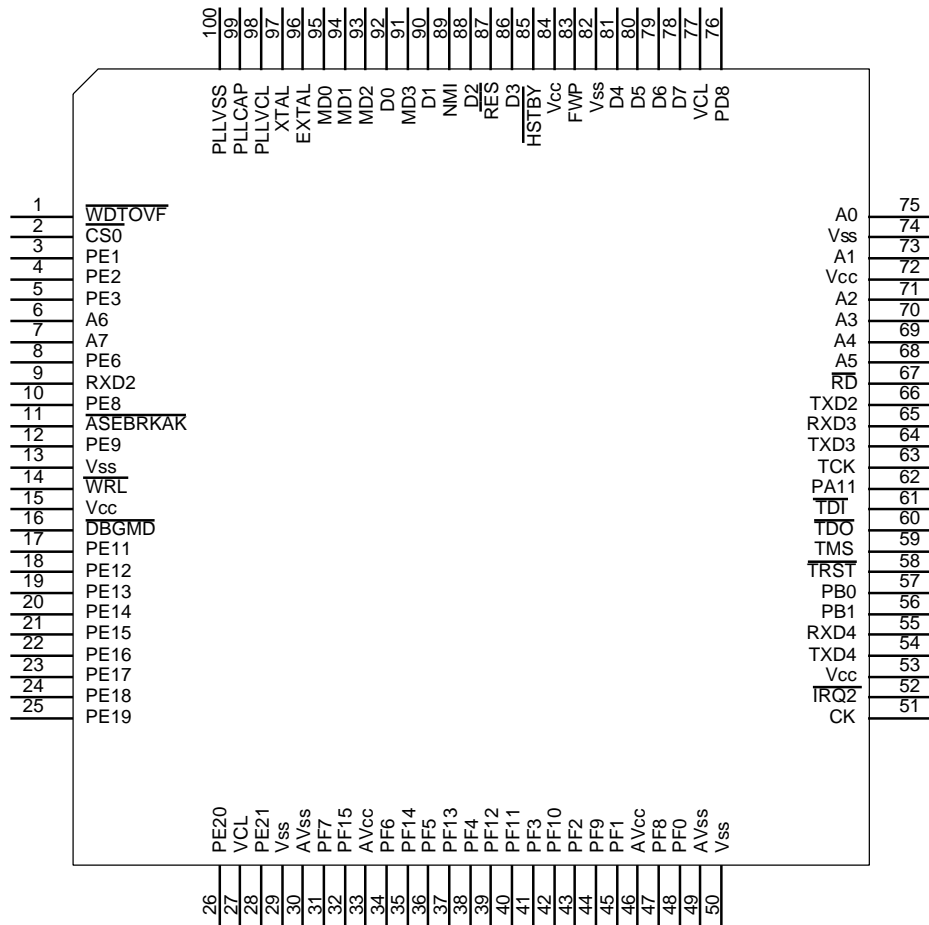 100 99 98 97 96 95 94 93 92 91 90 89 88 87 86 85 84 83 82 81 80 79 78 77 76
PLLVSS PLLCAP PLLVCL XTAL EXTAL MD0 MD1 MD2 D0 MD3 D1 NMI D2 RES D3 HSTBY Vcc FWP Vss D4 D5 D6 D7 VCL PD8
1 WDTOVF
2 CS0
3 PE1
4 PE2
5 PE3
6 A6
7 A7
8 PE6
9 RXD2
10 PE8
11 ASEBRKAK
12 PE9
13 Vss
14 WRL
15 Vcc
16 DBGMD
17 PE11
18 PE12
19 PE13
20 PE14
21 PE15
22 PE16
23 PE17
24 PE18
25 PE19
A0 75
Vss 74
A1 73
Vcc 72
A2 71
A3 70
A4 69
A5 68
RD 67
TXD2 66
RXD3 65
TXD3 64
TCK 63
PA11 62
TDI 61
TDO 60
TMS 59
TRST 58
PB0 57
PB1 56
RXD4 55
TXD4 54
Vcc 53
IRQ2 52
CK 51
PE20 VCL PE21 Vss AVss PF7 PF15 AVcc PF6 PF14 PF5 PF13 PF4 PF12 PF11 PF3 PF10 PF2 PF9 PF1 AVcc PF8 PF0 AVss Vss
26 27 28 29 30 31 32 33 34 35 36 37 38 39 40 41 42 43 44 45 46 47 48 49 50